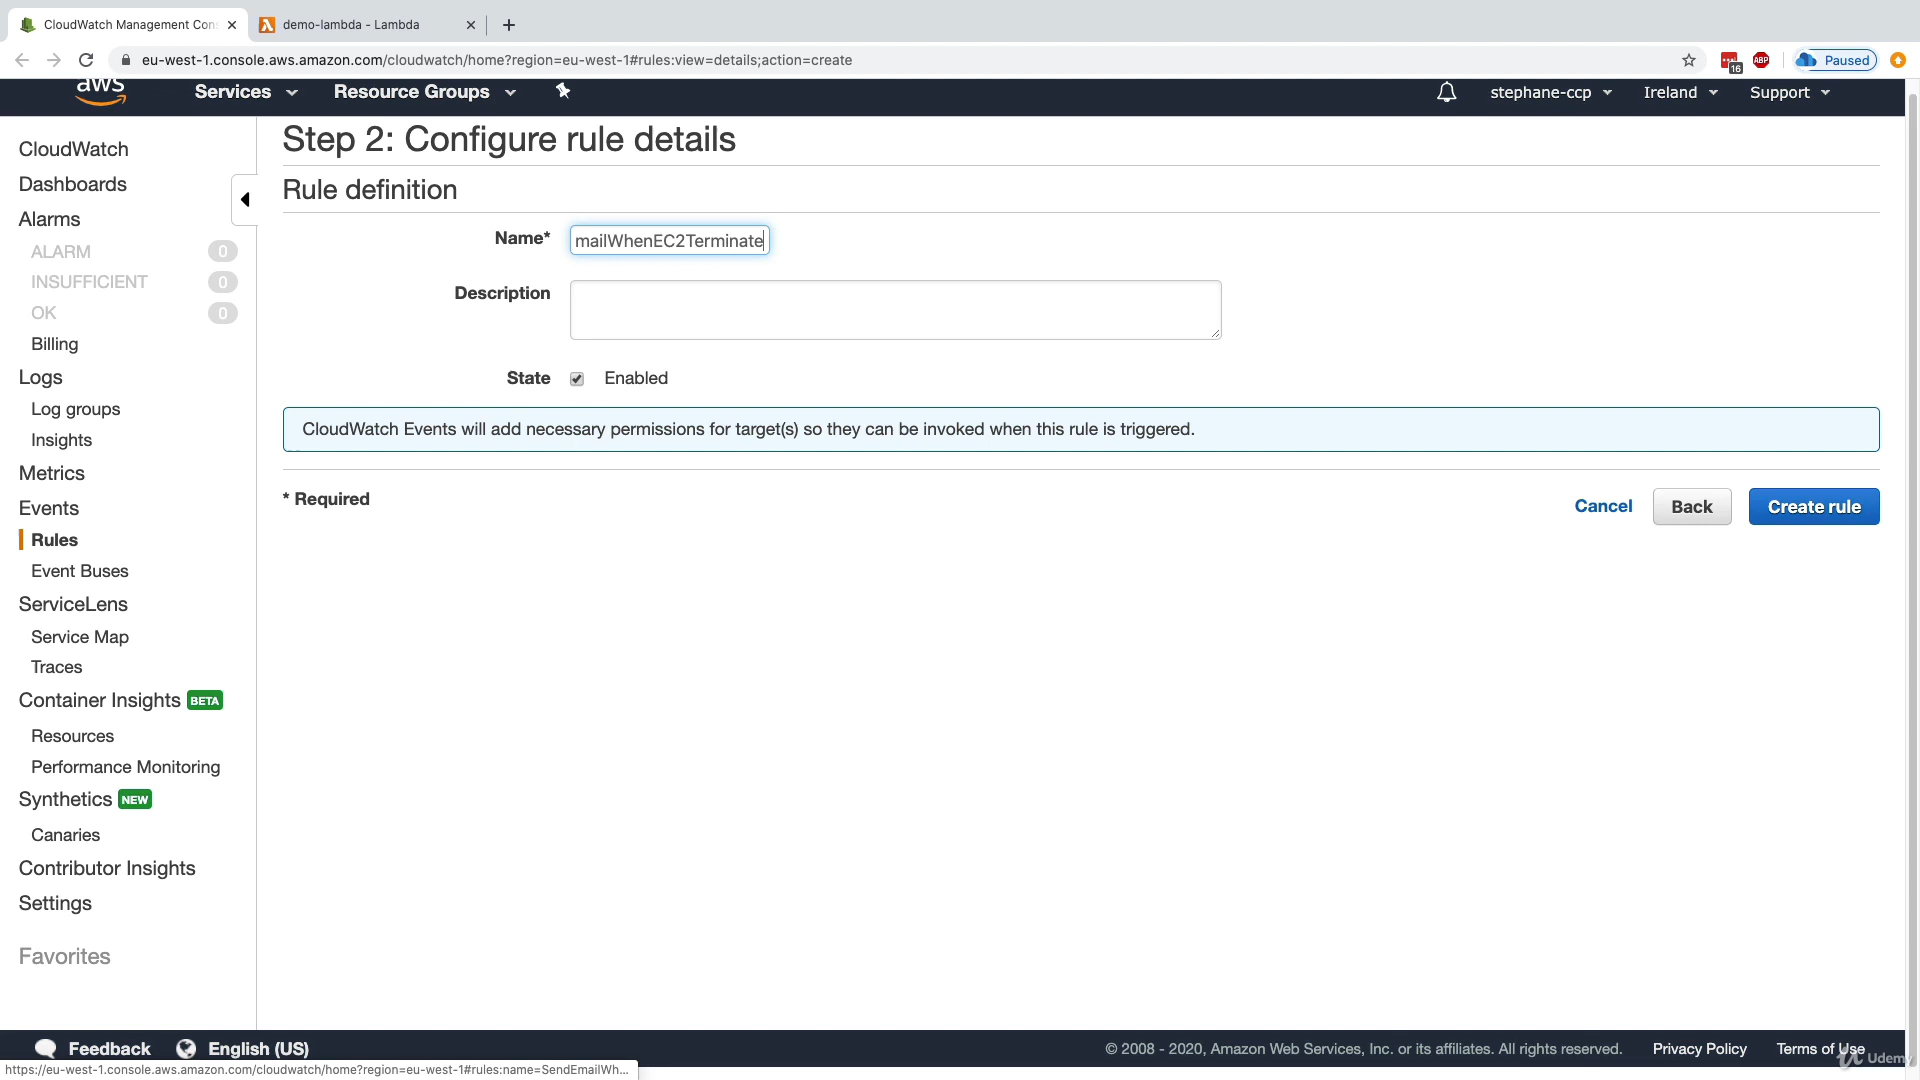 CloudWatch Management Con
demo-lambda - Lambda
eu-west-1.console.aws.amazon.com/cloudwatch/home?region=eu-west-1#rules:view=details;action=create
16
ABP
Paused
aws
Services
Resource Groups
stephane-ccp
Ireland
Support
CloudWatch
Dashboards
Alarms
ALARM 0
INSUFFICIENT 0
OK 0
Billing
Logs
Log groups
Insights
Metrics
Events
Rules
Event Buses
ServiceLens
Service Map
Traces
Container Insights BETA
Resources
Performance Monitoring
Synthetics NEW
Canaries
Contributor Insights
Settings
Favorites
Step 2: Configure rule details
Rule definition
Name* mailWhenEC2Terminate
Description
State Enabled
CloudWatch Events will add necessary permissions for target(s) so they can be invoked when this rule is triggered.
* Required
Cancel
Back
Create rule
Feedback
English (US)
© 2008 - 2020, Amazon Web Services, Inc. or its affiliates. All rights reserved.
Privacy Policy
Terms of Use
Udemy
https://eu-west-1.console.aws.amazon.com/cloudwatch/home?region=eu-west-1#rules:name=SendEmailWh...